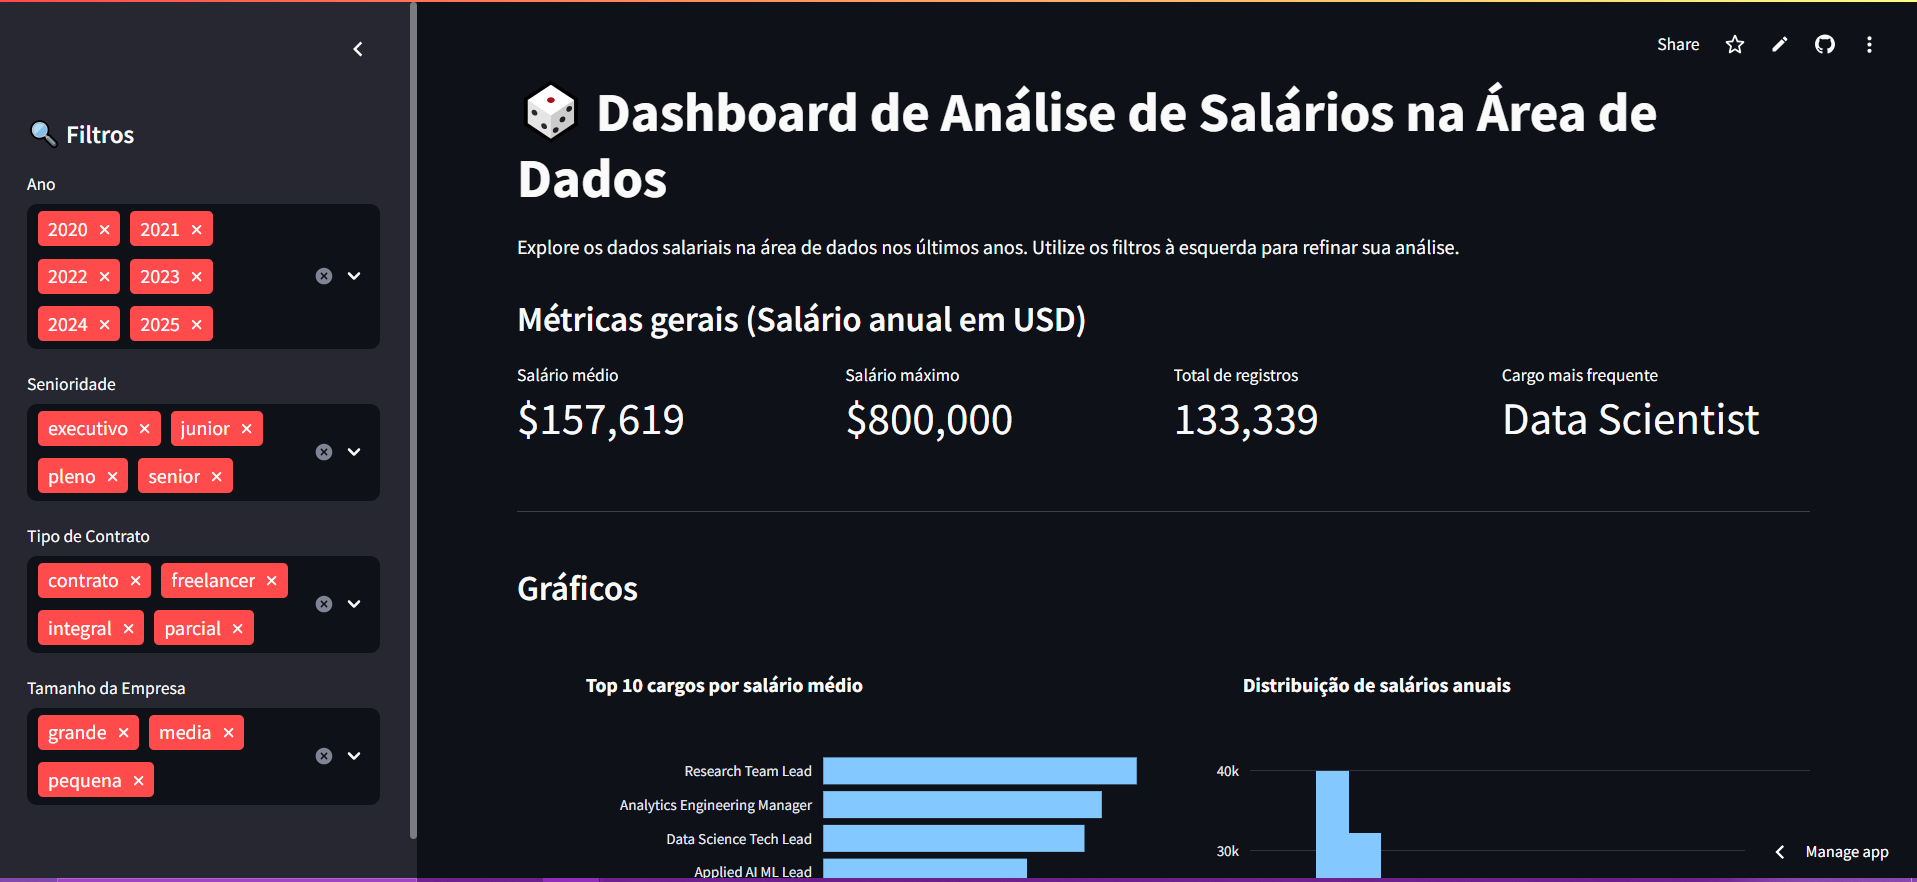 Share
🎲 Dashboard de Análise de Salários na Área de
Dados
Explore os dados salariais na área de dados nos últimos anos. Utilize os filtros à esquerda para refinar sua análise.
🔍 Filtros
Ano
2020 × 2021 ×
2022 × 2023 ×
2024 × 2025 ×
Senioridade
executivo × junior ×
pleno × senior ×
Tipo de Contrato
contrato × freelancer ×
integral × parcial ×
Tamanho da Empresa
grande × media ×
pequena ×
Métricas gerais (Salário anual em USD)
Salário médio
$157,619
Salário máximo
$800,000
Total de registros
133,339
Cargo mais frequente
Data Scientist
Gráficos
Top 10 cargos por salário médio
Research Team Lead
Analytics Engineering Manager
Data Science Tech Lead
Applied AI ML Lead
Distribuição de salários anuais
40k
30k
Manage app